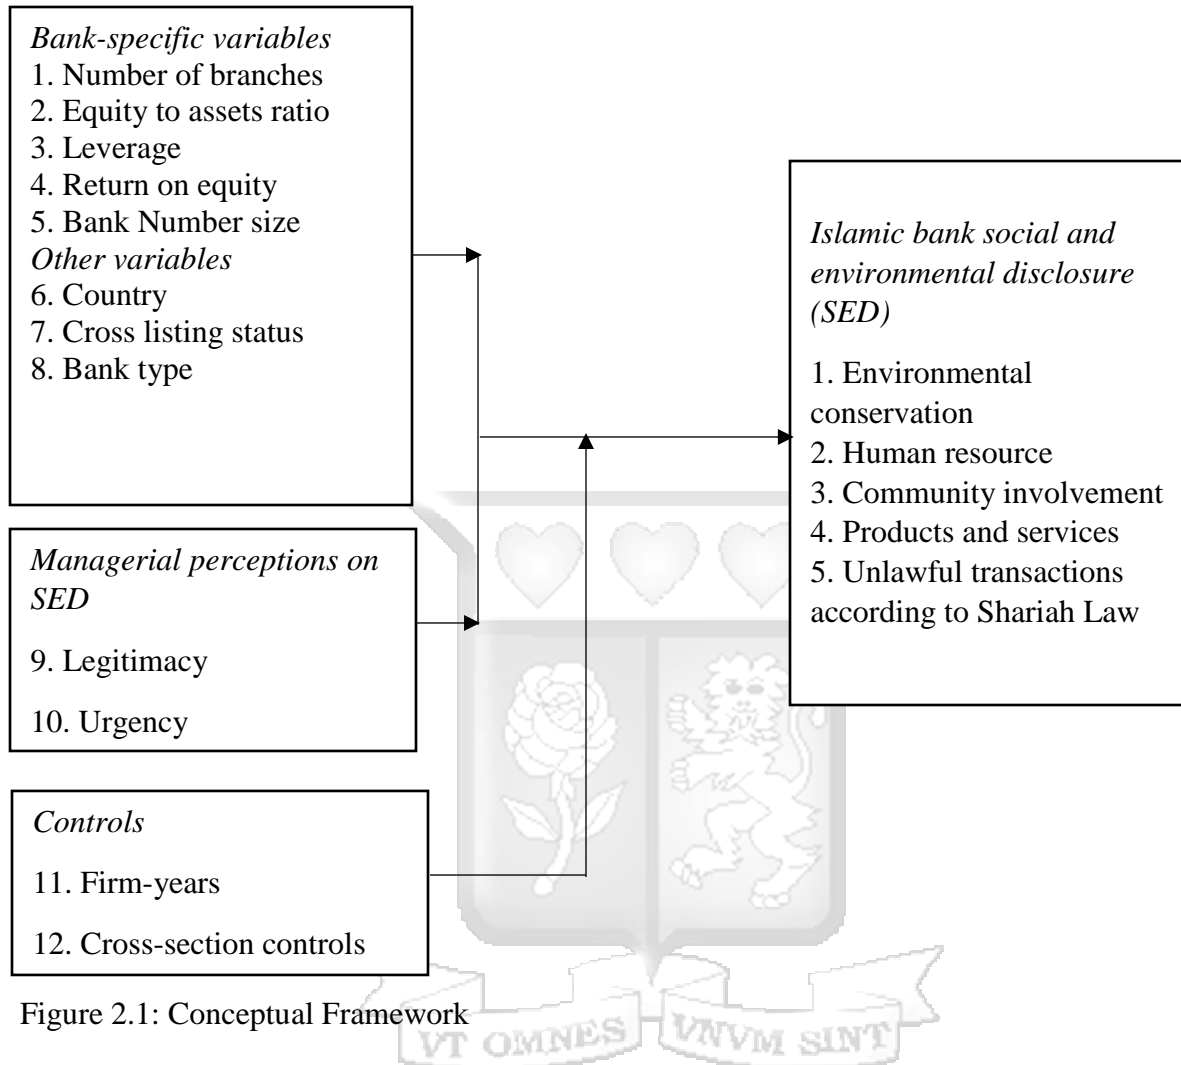 Bank-specific variables
1. Number of branches
2. Equity to assets ratio
3. Leverage
4. Return on equity
5. Bank Number size
Other variables
6. Country
7. Cross listing status
8. Bank type
Managerial perceptions on
SED
9. Legitimacy
10. Urgency
Controls
11. Firm-years
12. Cross-section controls
Islamic bank social and
environmental disclosure
(SED)
1. Environmental
conservation
2. Human resource
3. Community involvement
4. Products and services
5. Unlawful transactions
according to Shariah Law
Figure 2.1: Conceptual Framework
VT OMNES VNVM SINT